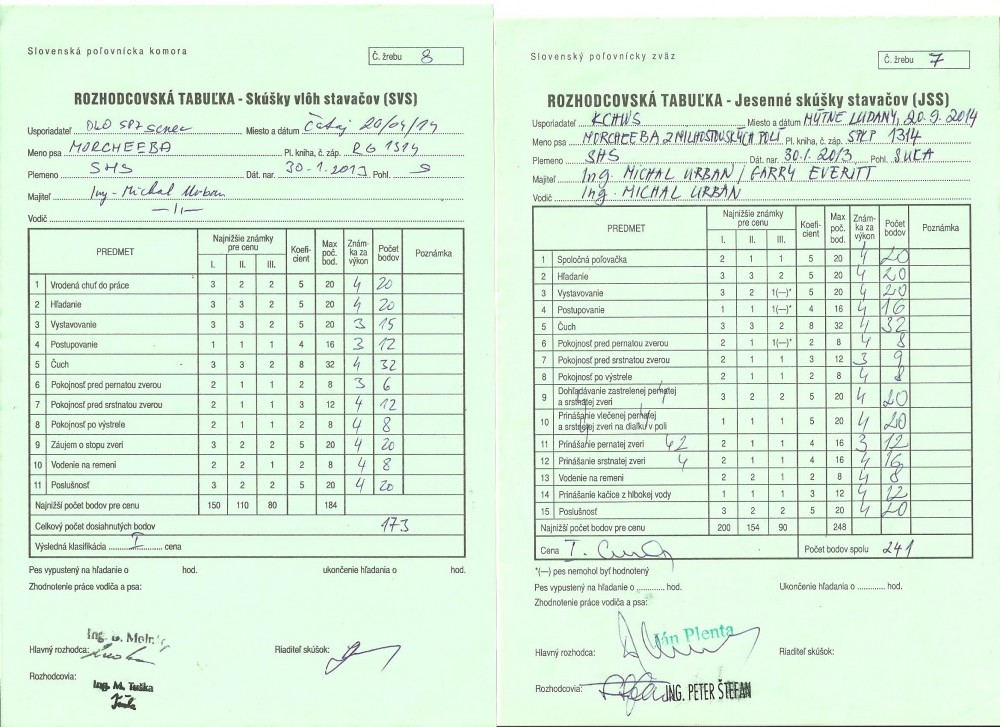 Slovenská poľovnícka komora
Č. žrebu 8
ROZHODCOVSKÁ TABUĽKA - Skúšky vlôh stavačov (SVS)
Usporiadateľ OLO SPZ SENEC Miesto a dátum Čataj 20/04/14
Meno psa MORCHEEBA Pl. kniha, č. záp. RG 1314
Plemeno SHS Dát. nar. 30-1.2013 Pohl. S
Majiteľ Ing - Michal Urban
Vodič —11—
PREDMET Najnižšie známky pre cenu I. II. III. Koeficient Max poč. bod. Známka za výkon Počet bodov Poznámka
1 Vrodená chuť do práce 3 2 2 5 20 4 20
2 Hľadanie 3 3 2 5 20 4 20
3 Vystavovanie 3 3 2 5 20 3 15
4 Postupovanie 1 1 1 4 16 3 12
5 Čuch 3 3 2 8 32 4 32
6 Pokojnosť pred pernatou zverou 2 1 1 2 8 3 6
7 Pokojnosť pred srstnatou zverou 2 1 1 3 12 4 12
8 Pokojnosť po výstrele 2 1 1 2 8 4 8
9 Záujem o stopu zveri 3 2 2 5 20 4 20
10 Vodenie na remeni 2 2 1 2 8 4 8
11 Poslušnosť 3 2 2 5 20 4 20
Najnižší počet bodov pre cenu 150 110 80 184
Celkový počet dosiahnutých bodov 173
Výsledná klasifikácia I cena
Pes vypustený na hľadanie o hod. ukončenie hľadania o hod.
Zhodnotenie práce vodiča a psa:
Hlavný rozhodca: Riaditeľ skúšok:
Rozhodcovia:
Ing. M. Tuška
Slovenský poľovnícky zväz
Č. žrebu 7
ROZHODCOVSKÁ TABUĽKA - Jesenné skúšky stavačov (JSS)
Usporiadateľ KCHMS Miesto a dátum MÝTNE LUDANY, 20.9.2014
Meno psa MORCHEEBA Z MILHOSTOVSKÝCH POLÍ Pl. kniha, č. záp. SPKP 1314
Plemeno SHS Dát. nar. 30.1.2013 Pohl. SUKA
Majiteľ Ing. MICHAL URBAN / GARRY EVERITT
Vodič Ing. MICHAL URBAN
PREDMET Najnižšie známky pre cenu I. II. III. Koeficient Max poč. bod. Známka za výkon Počet bodov Poznámka
1 Spoločná poľovačka 2 1 1 5 20 4 20
2 Hľadanie 3 3 2 5 20 4 20
3 Vystavovanie 3 2 1(—)* 5 20 4 20
4 Postupovanie 1 1 1(—)* 4 16 4 16
5 Čuch 3 3 2 8 32 4 32
6 Pokojnosť pred pernatou zverou 2 1 1(—)* 2 8 4 8
7 Pokojnosť pred srstnatou zverou 2 1 1 3 12 3 9
8 Pokojnosť po výstrele 2 1 1 2 8 4 8
9 Dohľadávanie zastrelenej pernatej a srstnatej zveri 3 2 2 5 20 4 20
10 Prinášanie vlečenej pernatej a srstnatej zveri na diaľku v poli 1 1 1 5 20 4 20
11 Prinášanie pernatej zveri 42 2 1 1 4 16 3 12
12 Prinášanie srstnatej zveri 4 2 1 1 4 16 4 16
13 Vodenie na remeni 2 2 1 2 8 4 8
14 Prinášanie kačice z hlbokej vody 1 1 1 3 12 4 12
15 Poslušnosť 3 2 2 5 20 4 20
Najnižší počet bodov pre cenu 200 154 90 248
Cena I. Cena Počet bodov spolu 241
*(—) pes nemohol byť hodnotený
Pes vypustený na hľadanie o hod. Ukončenie hľadania o hod.
Zhodnotenie práce vodiča a psa:
Ján Plenta
Hlavný rozhodca: Riaditeľ skúšok:
Rozhodcovia: ING. PETER ŠTEFAN